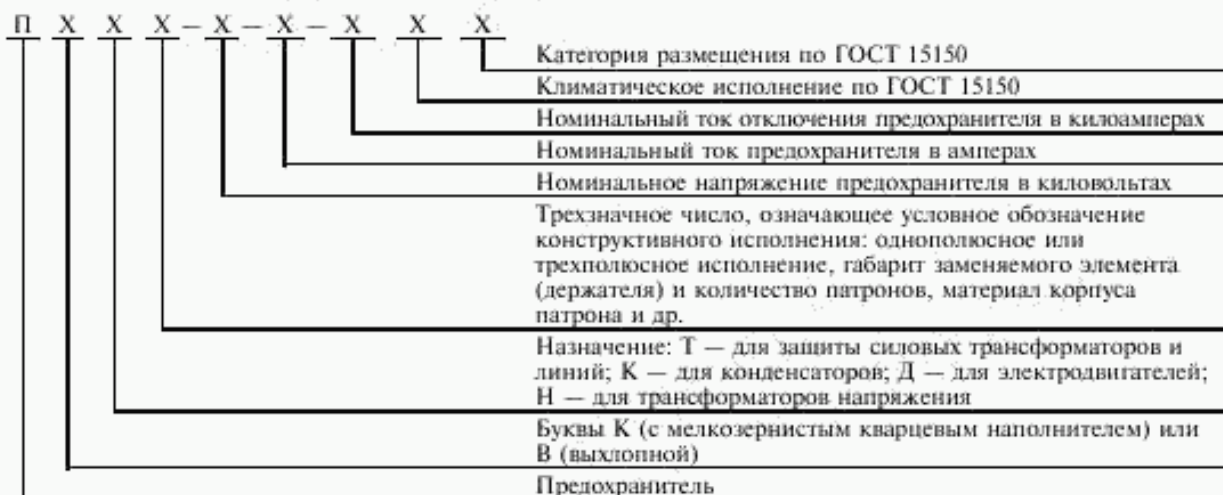 П Х Х Х – Х – Х – Х Х Х
Категория размещения по ГОСТ 15150
Климатическое исполнение по ГОСТ 15150
Номинальный ток отключения предохранителя в килоамперах
Номинальный ток предохранителя в амперах
Номинальное напряжение предохранителя в киловольтах
Трехзначное число, означающее условное обозначение
конструктивного исполнения: однополюсное или
трехполюсное исполнение, габарит заменяемого элемента
(держателя) и количество патронов, материал корпуса
патрона и др.
Назначение: Т — для защиты силовых трансформаторов и
линий; К — для конденсаторов; Д — для электродвигателей;
Н — для трансформаторов напряжения
Буквы К (с мелкозернистым кварцевым наполнителем) или
В (выхлопной)
Предохранитель